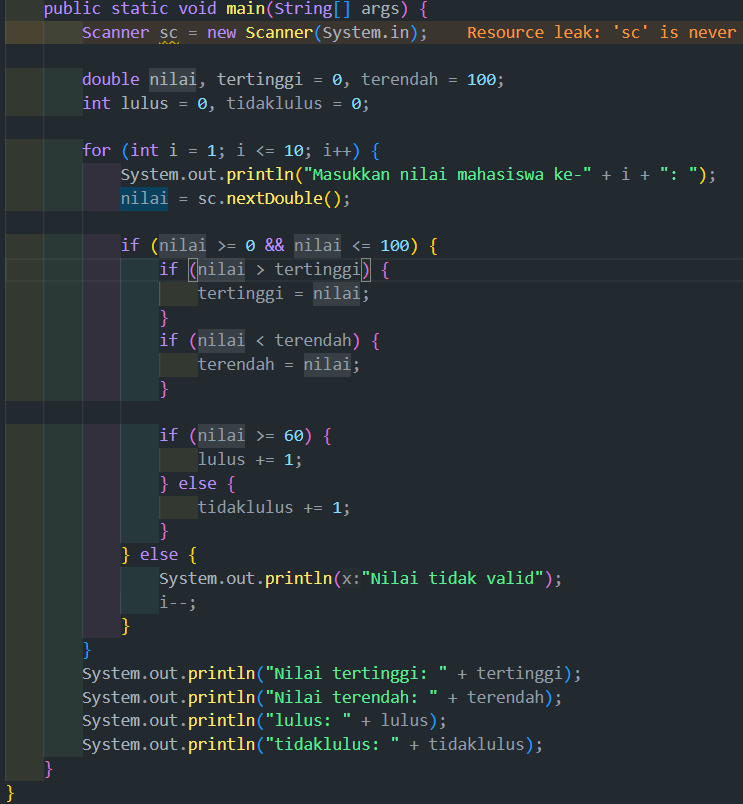 public static void main(String[] args) {
Scanner sc = new Scanner(System.in);    Resource leak: 'sc' is never
double nilai, tertinggi = 0, terendah = 100;
int lulus = 0, tidaklulus = 0;
for (int i = 1; i <= 10; i++) {
System.out.println("Masukkan nilai mahasiswa ke-" + i + ": ");
nilai = sc.nextDouble();
if (nilai >= 0 && nilai <= 100) {
if (nilai > tertinggi) {
tertinggi = nilai;
}
if (nilai < terendah) {
terendah = nilai;
}
if (nilai >= 60) {
lulus += 1;
} else {
tidaklulus += 1;
}
} else {
System.out.println(x:"Nilai tidak valid");
i--;
}
}
System.out.println("Nilai tertinggi: " + tertinggi);
System.out.println("Nilai terendah: " + terendah);
System.out.println("lulus: " + lulus);
System.out.println("tidaklulus: " + tidaklulus);
}
}